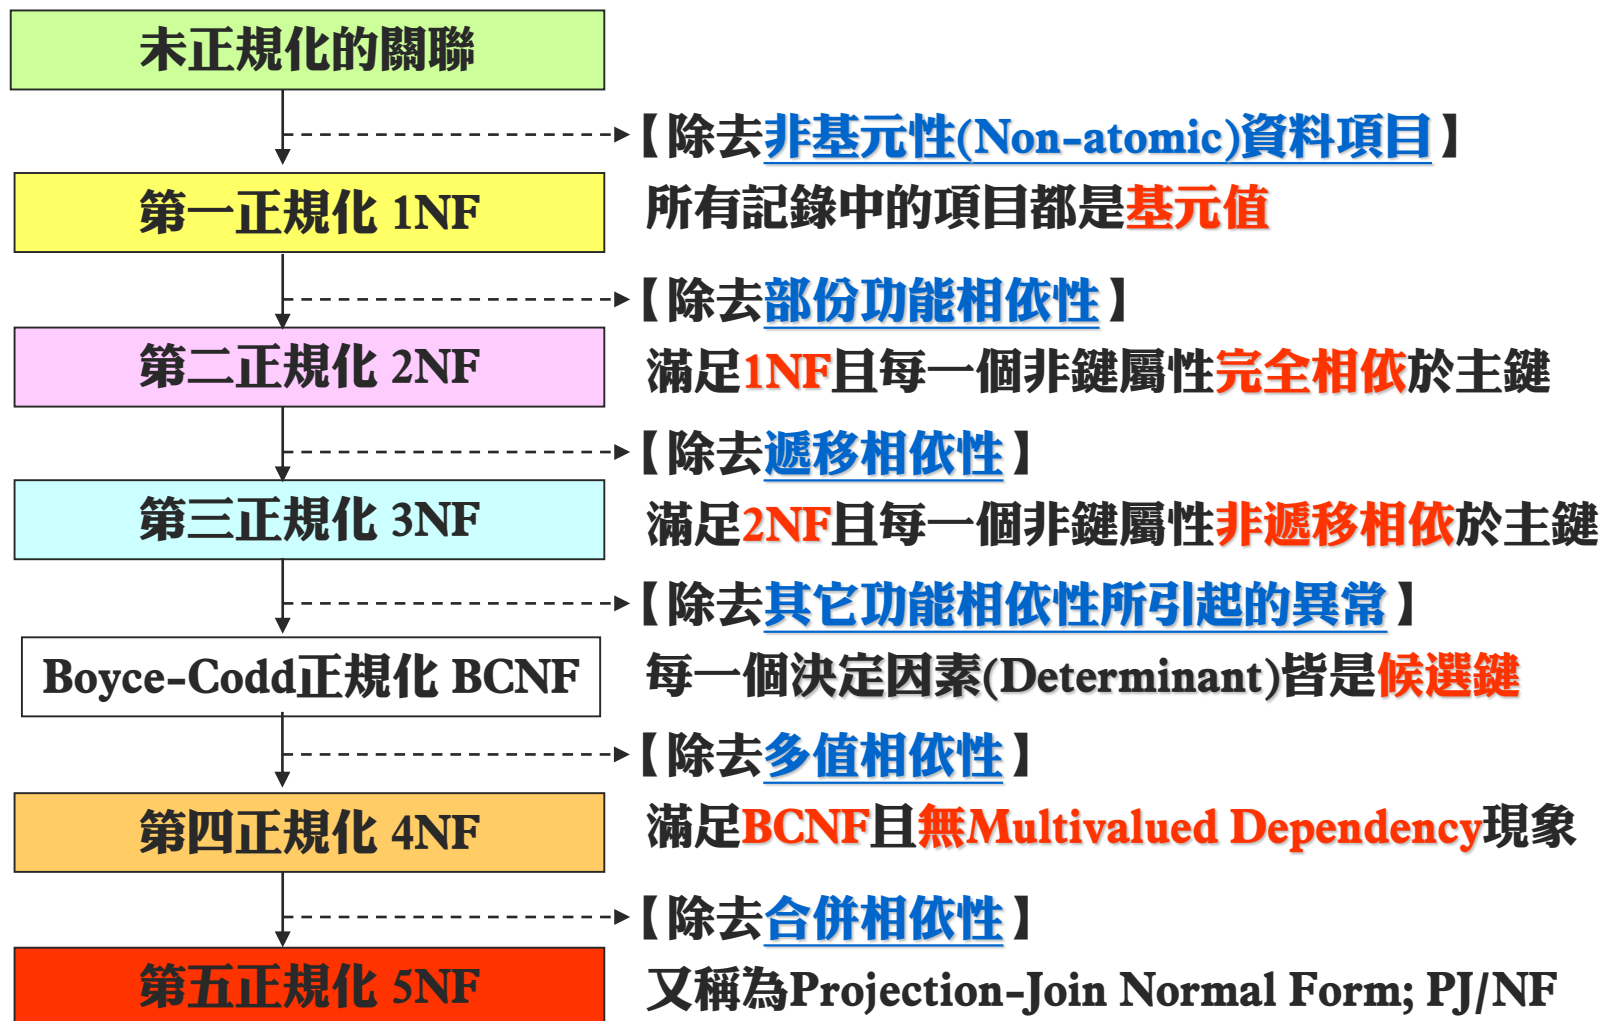 未正規化的關聯
【除去非基元性(Non-atomic)資料項目】
第一正規化 1NF
所有記錄中的項目都是基元值
【除去部份功能相依性】
第二正規化 2NF
滿足1NF且每一個非鍵屬性完全相依於主鍵
【除去遞移相依性】
第三正規化 3NF
滿足2NF且每一個非鍵屬性非遞移相依於主鍵
【除去其它功能相依性所引起的異常】
Boyce-Codd正規化 BCNF
每一個決定因素(Determinant)皆是候選鍵
【除去多值相依性】
第四正規化 4NF
滿足BCNF且無Multivalued Dependency現象
【除去合併相依性】
第五正規化 5NF
又稱為Projection-Join Normal Form; PJ/NF